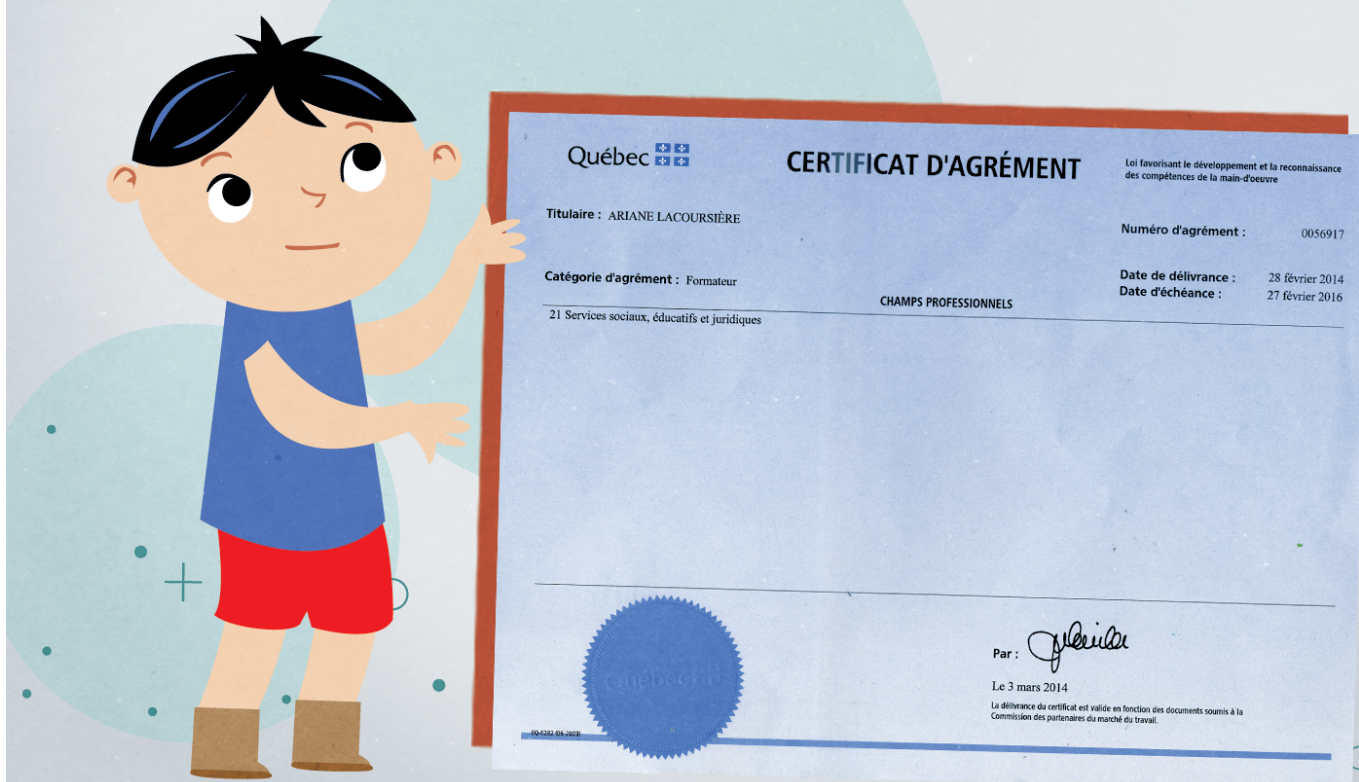 Québec
CERTIFICAT D'AGRÉMENT
Loi favorisant le développement et la reconnaissance
des compétences de la main-d'oeuvre
Titulaire : ARIANE LACOURSIÈRE
Numéro d'agrément : 0056917
Catégorie d'agrément : Formateur
Date de délivrance : 28 février 2014
Date d'échéance : 27 février 2016
CHAMPS PROFESSIONNELS
21 Services sociaux, éducatifs et juridiques
Québec
Par :
Le 3 mars 2014
La délivrance du certificat est valide en fonction des documents soumis à la
Commission des partenaires du marché du travail.